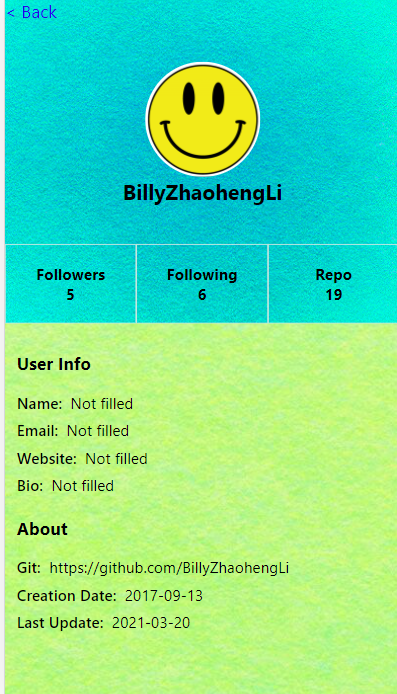 < Back
BillyZhaohengLi
Followers
5
Following
6
Repo
19
User Info
Name: Not filled
Email: Not filled
Website: Not filled
Bio: Not filled
About
Git: https://github.com/BillyZhaohengLi
Creation Date: 2017-09-13
Last Update: 2021-03-20